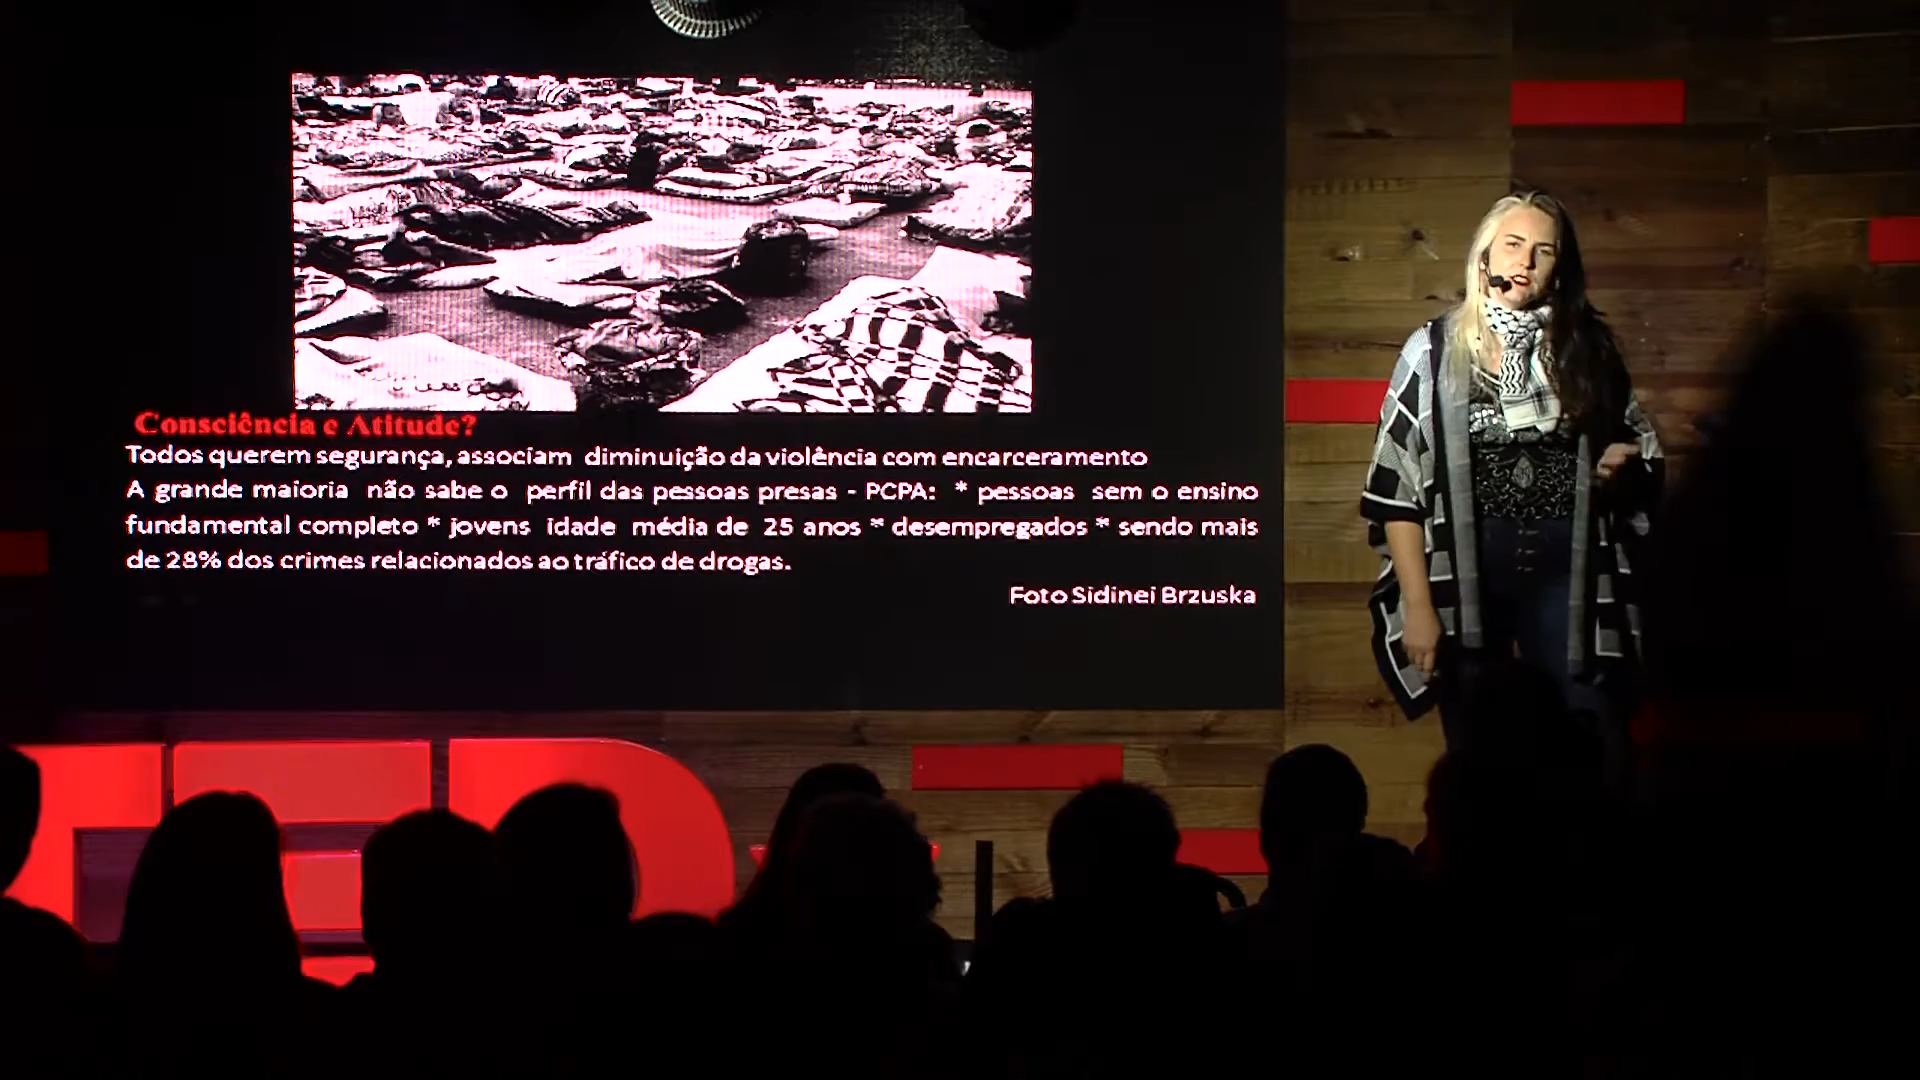 Consciência e Atitude?
Todos querem segurança, associam diminuição da violência com encarceramento
A grande maioria não sabe o perfil das pessoas presas - PCPA: * pessoas sem o ensino
fundamental completo * jovens idade média de 25 anos * desempregados * sendo mais
de 28% dos crimes relacionados ao tráfico de drogas.
Foto Sidinei Brzuska
TED